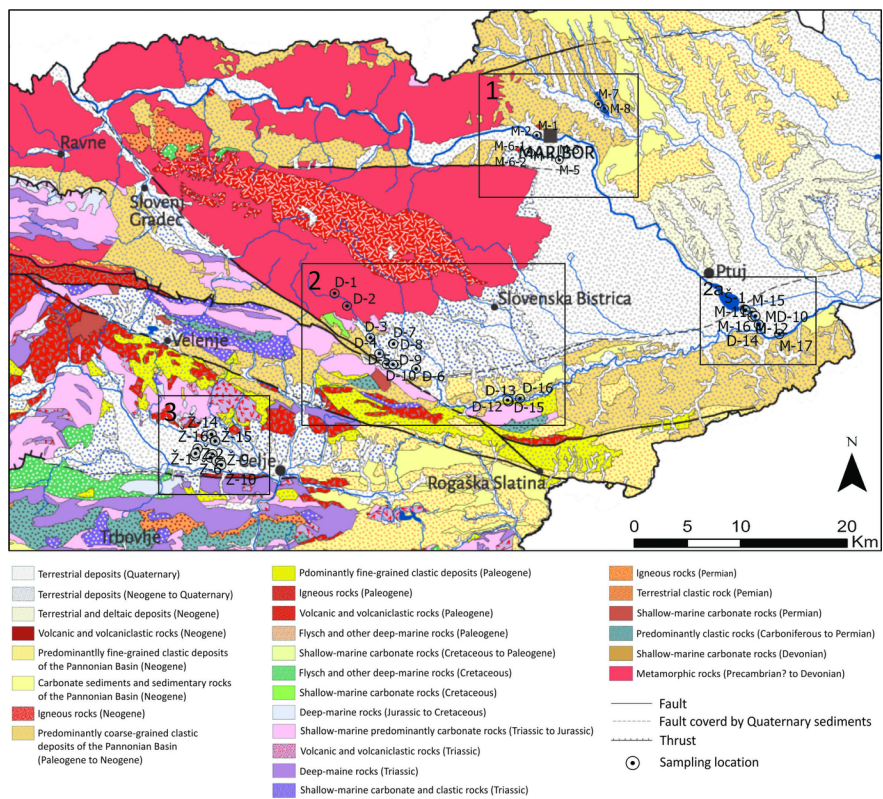 1
M-7
M-8
M-2
M-1
MARIBOR
M-6-1
M-6-2
M-5
Ravne
Slovenj
Gradec
Ptuj
2a
Š-1
M-15
M-11
MD-10
M-16
M-12
D-14
M-17
2
D-1
D-2
Slovenska Bistrica
D-3
D-7
D-8
D-9
D-10
D-6
D-13
D-16
D-12
D-15
Velenje
3
Ž-14
Ž-16
Ž-15
Ž-1
Ž-2
Ž-9
Ž-10
Celje
Rogaška Slatina
Trbovlje
N
0 5 10 20
Km
Terrestrial deposits (Quaternary)
Terrestrial deposits (Neogene to Quaternary)
Terrestrial and deltaic deposits (Neogene)
Volcanic and volcaniclastic rocks (Neogene)
Predominantly fine-grained clastic deposits
of the Pannonian Basin (Neogene)
Carbonate sediments and sedimentary rocks
of the Pannonian Basin (Neogene)
Igneous rocks (Neogene)
Predominantly coarse-grained clastic
deposits of the Pannonian Basin
(Paleogene to Neogene)
Pdominantly fine-grained clastic deposits (Paleogene)
Igneous rocks (Paleogene)
Volcanic and volcaniclastic rocks (Paleogene)
Flysch and other deep-marine rocks (Paleogene)
Shallow-marine carbonate rocks (Cretaceous to Paleogene)
Flysch and other deep-marine rocks (Cretaceous)
Shallow-marine carbonate rocks (Cretaceous)
Deep-marine rocks (Jurassic to Cretaceous)
Shallow-marine predominantly carbonate rocks (Triassic to Jurassic)
Volcanic and volcaniclastic rocks (Triassic)
Deep-maine rocks (Triassic)
Shallow-marine carbonate and clastic rocks (Triassic)
Igneous rocks (Permian)
Terrestrial clastic rock (Pemian)
Shallow-marine carbonate rocks (Permian)
Predominantly clastic rocks (Carboniferous to Permian)
Shallow-marine carbonate rocks (Devonian)
Metamorphic rocks (Precambrian? to Devonian)
Fault
Fault coverd by Quaternary sediments
Thrust
Sampling location